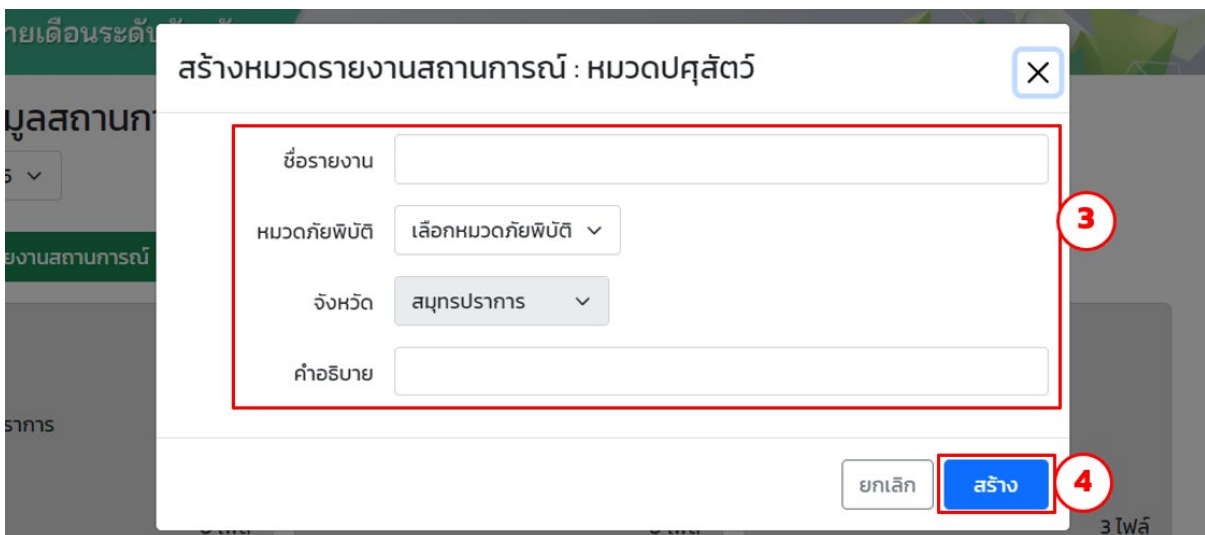 ายเดือนระดับ
สร้างหมวดรายงานสถานการณ์ : หมวดปศุสัตว์
มูลสถานก
ชื่อรายงาน
5
หมวดภัยพิบัติ เลือกหมวดภัยพิบัติ
3
ยงานสถานการณ์
จังหวัด สมุทรปราการ
คำอธิบาย
ราการ
ยกเลิก สร้าง 4
3 ไฟล์